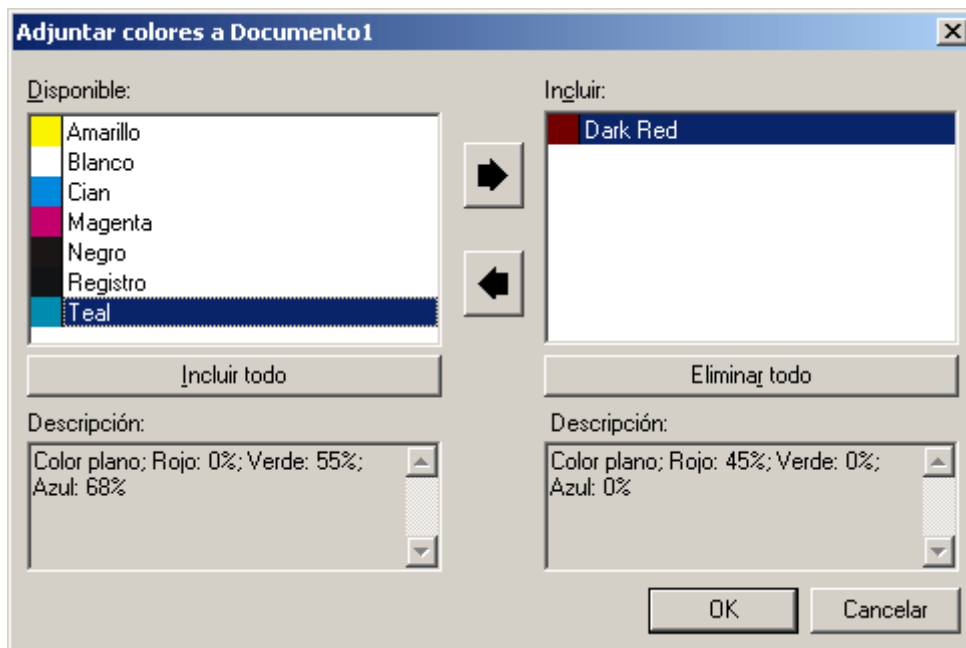 Adjuntar colores a Documento1
Disponible:
Amarillo
Blanco
Cian
Magenta
Negro
Registro
Teal
Incluir todo
Descripción:
Color plano; Rojo: 0%; Verde: 55%;
Azul: 68%
Incluir:
Dark Red
Eliminar todo
Descripción:
Color plano; Rojo: 45%; Verde: 0%;
Azul: 0%
OK
Cancelar